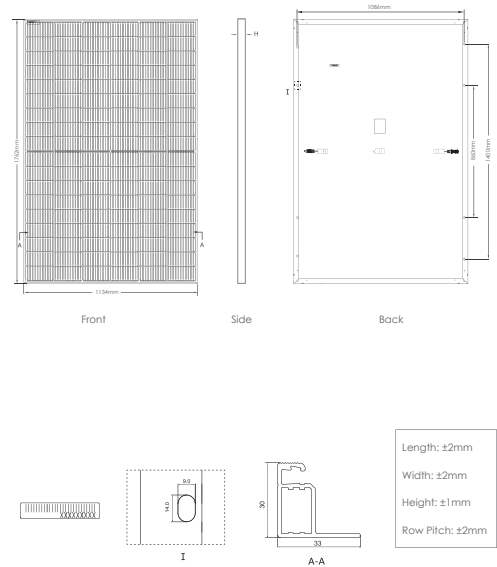 1086mm
H
I
1762mm
860mm
1400mm
A
A
1134mm
Front
Side
Back
9.0
14.0
I
30
33
A-A
Length: ±2mm
Width: ±2mm
Height: ±1mm
Row Pitch: ±2mm